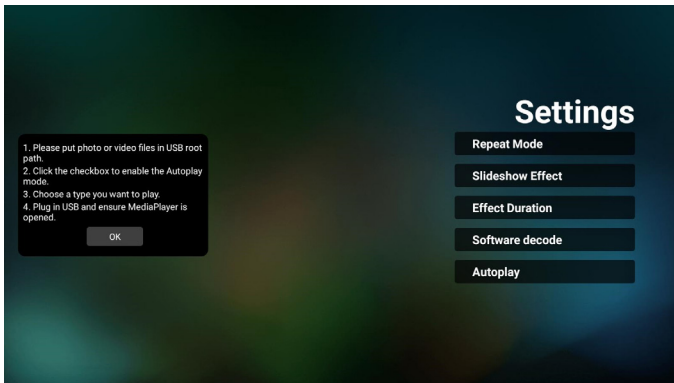 Settings
1. Please put photo or video files in USB root
path.
2. Click the checkbox to enable the Autoplay
mode.
3. Choose a type you want to play.
4. Plug in USB and ensure MediaPlayer is
opened.
OK
Repeat Mode
Slideshow Effect
Effect Duration
Software decode
Autoplay